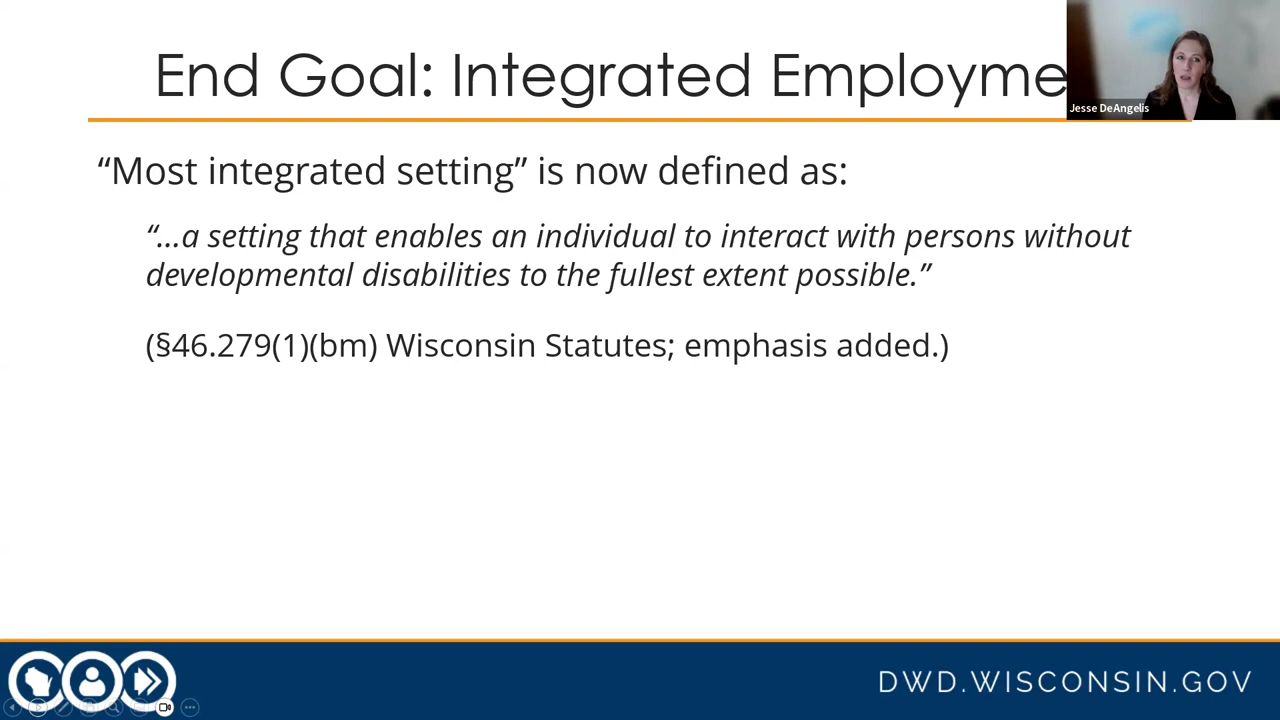 End Goal: Integrated Employme
Jesse DeAngelis
“Most integrated setting” is now defined as:
“…a setting that enables an individual to interact with persons without
developmental disabilities to the fullest extent possible.”
(§46.279(1)(bm) Wisconsin Statutes; emphasis added.)
DWD.WISCONSIN.GOV